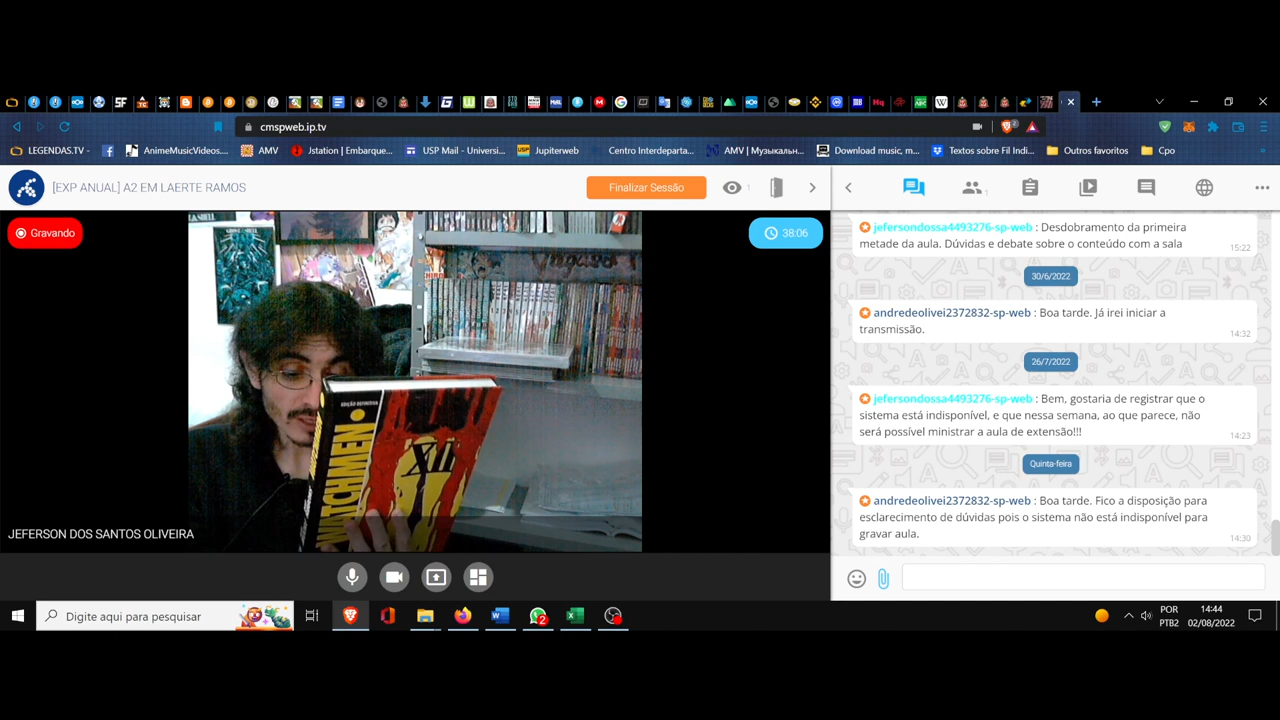 cmspweb.ip.tv
LEGENDAS.TV -
AnimeMusicVideos....
AMV
Jstation | Embarque...
USP Mail - Universi...
Jupiterweb
Centro Interdeparta...
AMV | Музыкальн...
Download music, m...
Textos sobre Fil Indi...
Outros favoritos
Cpo
[EXP ANUAL] A2 EM LAERTE RAMOS
Finalizar Sessão
1
1
Gravando
38:06
EDIÇÃO DEFINITIVA
WATCHMEN
XII
JEFERSON DOS SANTOS OLIVEIRA
jefersondossa4493276-sp-web : Desdobramento da primeira
metade da aula. Dúvidas e debate sobre o conteúdo com a sala
15:22
30/6/2022
andredeolivei2372832-sp-web : Boa tarde. Já irei iniciar a
transmissão.
14:32
26/7/2022
jefersondossa4493276-sp-web : Bem, gostaria de registrar que o
sistema está indisponível, e que nessa semana, ao que parece, não
será possível ministrar a aula de extensão!!!
14:23
Quinta-feira
andredeolivei2372832-sp-web : Boa tarde. Fico a disposição para
esclarecimento de dúvidas pois o sistema não está indisponível para
gravar aula.
14:30
Digite aqui para pesquisar
2
POR
PTB2
14:44
02/08/2022